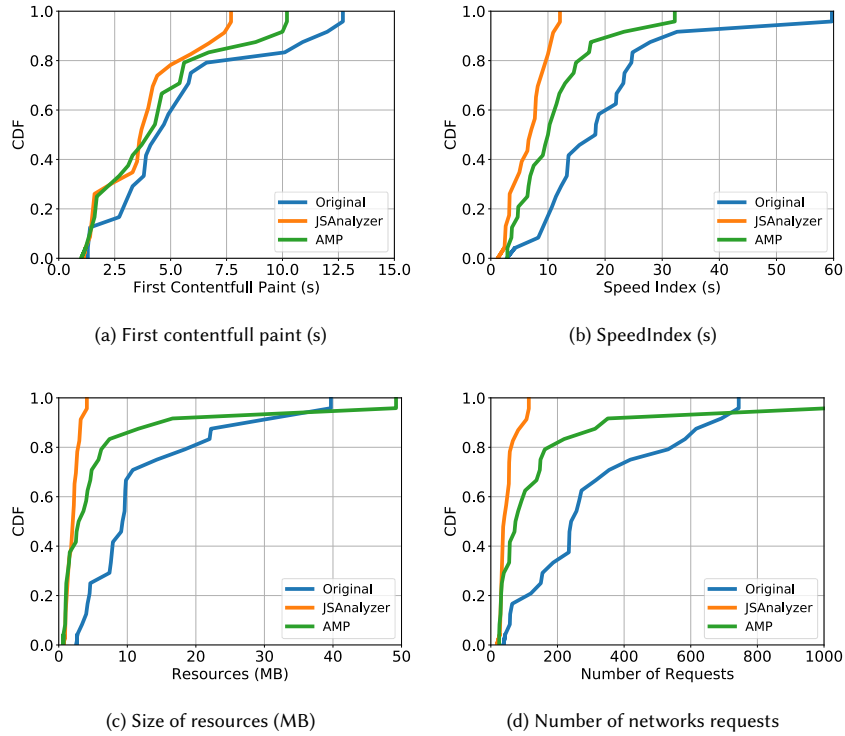 1.0
0.8
0.6
0.4
0.2
0.0
CDF
Original
JSAnalyzer
AMP
0.0 2.5 5.0 7.5 10.0 12.5 15.0
First Contentfull Paint (s)
(a) First contentfull paint (s)
1.0
0.8
0.6
0.4
0.2
0.0
CDF
Original
JSAnalyzer
AMP
0 10 20 30 40 50 60
Speed Index (s)
(b) SpeedIndex (s)
1.0
0.8
0.6
0.4
0.2
0.0
CDF
Original
JSAnalyzer
AMP
0 10 20 30 40 50
Resources (MB)
(c) Size of resources (MB)
1.0
0.8
0.6
0.4
0.2
0.0
CDF
Original
JSAnalyzer
AMP
0 200 400 600 800 1000
Number of Requests
(d) Number of networks requests